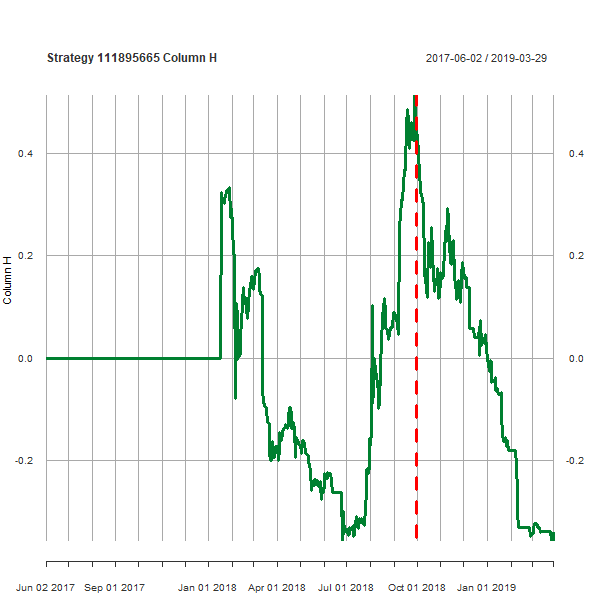 Strategy 111895665 Column H
2017-06-02 / 2019-03-29
0.4 0.4
0.2 0.2
0.0 0.0
-0.2 -0.2
Column H
Jun 02 2017 Sep 01 2017 Jan 01 2018 Apr 01 2018 Jul 01 2018 Oct 01 2018 Jan 01 2019